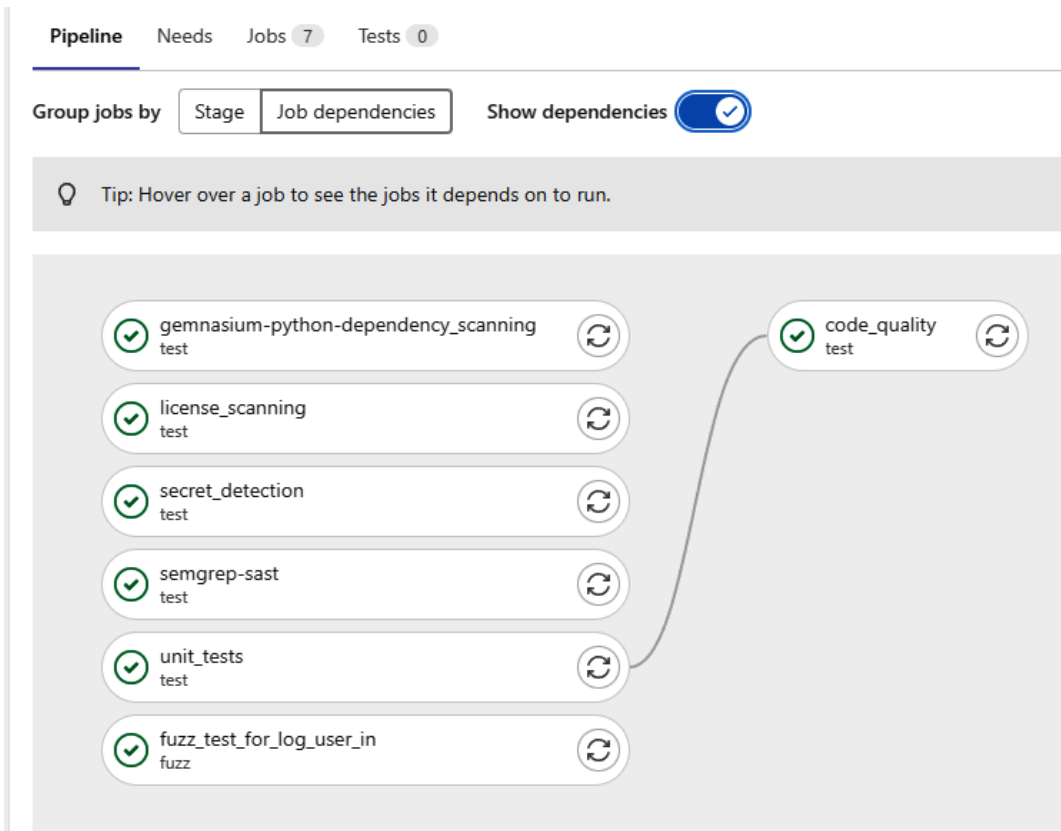 Pipeline Needs Jobs 7 Tests 0
Group jobs by Stage Job dependencies Show dependencies
Tip: Hover over a job to see the jobs it depends on to run.
gemnasium-python-dependency_scanning
test
code_quality
test
license_scanning
test
secret_detection
test
semgrep-sast
test
unit_tests
test
fuzz_test_for_log_user_in
fuzz